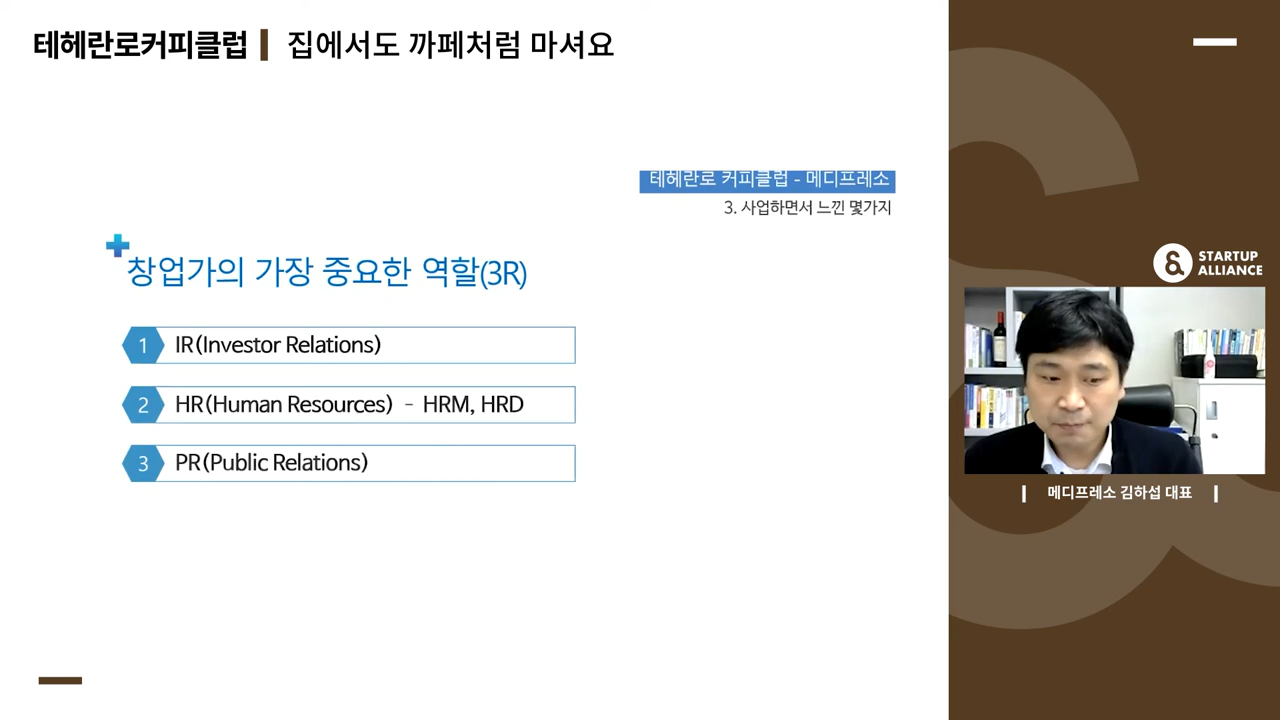 테헤란로커피클럽 | 집에서도 까페처럼 마셔요
테헤란로 커피클럽 - 메디프레소
3. 사업하면서 느낀 몇가지
창업가의 가장 중요한 역할(3R)
1 IR(Investor Relations)
2 HR(Human Resources) - HRM, HRD
3 PR(Public Relations)
STARTUP
ALLIANCE
| 메디프레소 김하섭 대표 |